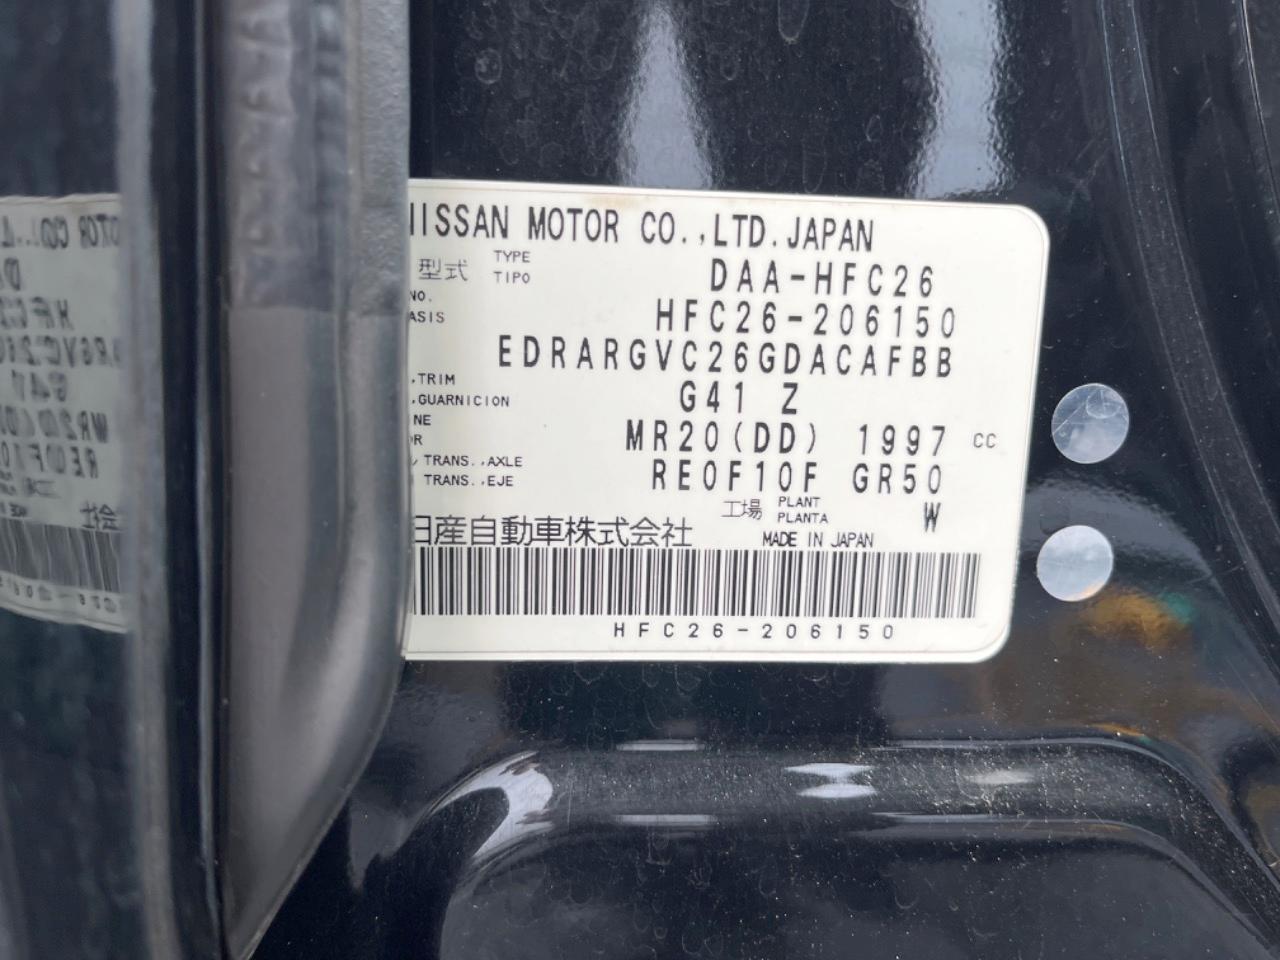 NISSAN MOTOR CO.,LTD.JAPAN
型式 TYPE TIPO DAA-HFC26
NO. HFC26-206150
ASIS
EDRARGVC26GDACAFBB
.TRIM
.GUARNICION G41 Z
NE MR20(DD) 1997 CC
R
TRANS.,AXLE RE0F10F GR50
TRANS.,EJE
工場 PLANT PLANTA W
日産自動車株式会社 MADE IN JAPAN
HFC26-206150